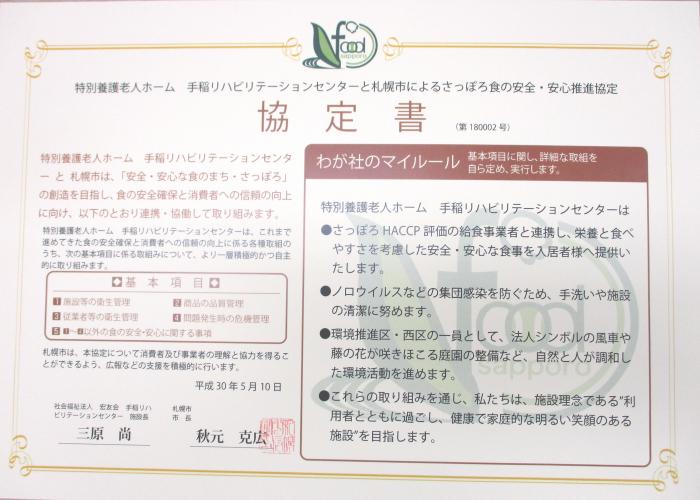 food
sapporo
特別養護老人ホーム 手稲リハビリテーションセンターと札幌市によるさっぽろ食の安全・安心推進協定
協定書
（第180002号）
特別養護老人ホーム 手稲リハビリテーションセンタ
ー と 札幌市は、「安全・安心な食のまち・さっぽろ」
の創造を目指し、食の安全確保と消費者への信頼の向上
に向け、以下のとおり連携・協働して取り組みます。
特別養護老人ホーム 手稲リハビリテーションセンターは、これまで
進めてきた食の安全確保と消費者への信頼の向上に係る各種取組の
うち、次の基本項目に係る取組みについて、より一層積極的かつ自主
的に取り組みます。
基本項目
1 施設等の衛生管理 2 商品の品質管理
3 従業者等の衛生管理 4 問題発生時の危機管理
5 1～4以外の食の安全・安心に関する事項
札幌市は、本協定について消費者及び事業者の理解と協力を得るこ
とができるよう、広報などの支援を積極的に行います。
平成30年5月10日
社会福祉法人 宏友会 手稲リハ
ビリテーションセンター 施設長
三原 尚
札幌市
市 長
秋元 克広
わが社のマイルール 基本項目に関し、詳細な取組を
自ら定め、実行します。
特別養護老人ホーム 手稲リハビリテーションセンターは
●さっぽろHACCP評価の給食事業者と連携し、栄養と食べ
やすさを考慮した安全・安心な食事を入居者様へ提供い
たします。
●ノロウイルスなどの集団感染を防ぐため、手洗いや施設
の清潔に努めます。
●環境推進区・西区の一員として、法人シンボルの風車や
藤の花が咲きほこる庭園の整備など、自然と人が調和し
た環境活動を進めます。
●これらの取り組みを通じ、私たちは、施設理念である“利
用者とともに過ごし、健康で家庭的な明るい笑顔のある
施設”を目指します。
food
sapporo